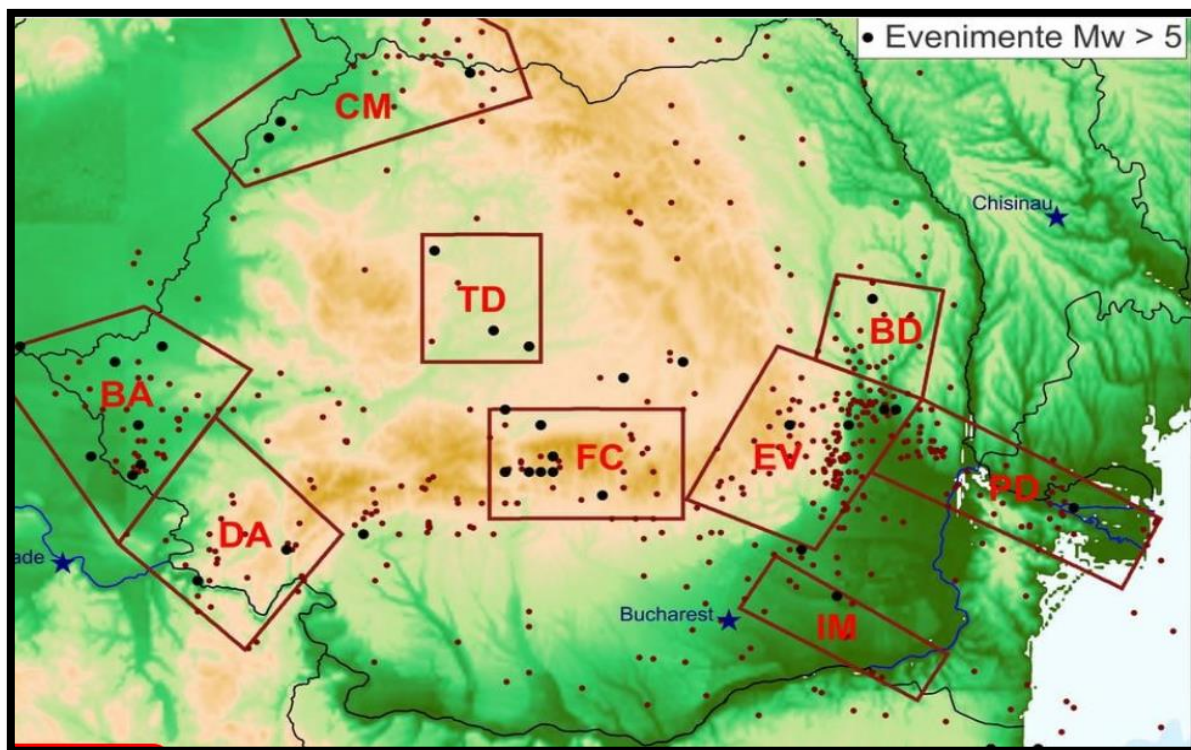 • Evenimente Mw > 5
CM
Chisinau
TD
BD
BA
FC
EV
PD
DA
ade
Bucharest
IM